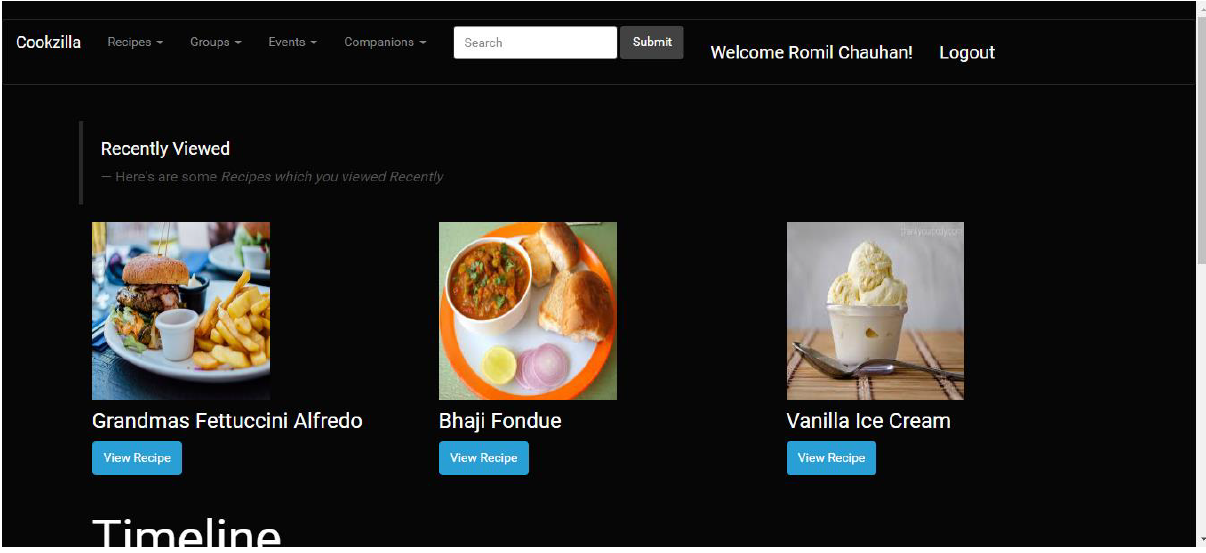 Cookzilla Recipes Groups Events Companions Search Submit Welcome Romil Chauhan! Logout
Recently Viewed
— Here's are some Recipes which you viewed Recently
Grandmas Fettuccini Alfredo Bhaji Fondue Vanilla Ice Cream
View Recipe View Recipe View Recipe
Timeline